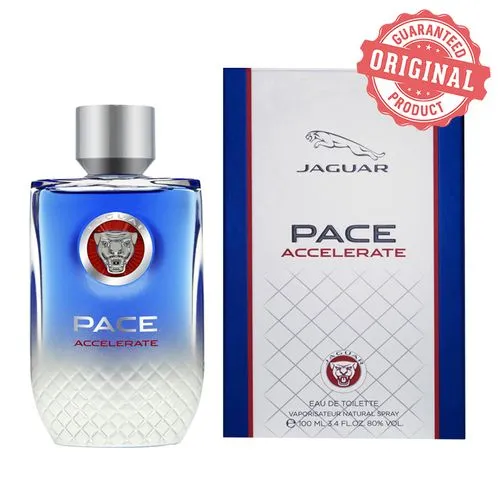 GUARANTEED
ORIGINAL
PRODUCT
JAGUAR
PACE
ACCELERATE
JAGUAR
EAU DE TOILETTE
VAPORISATEUR NATURAL SPRAY
℮ 100 ML 3.4 FL.OZ. 80% VOL.
JAGUAR
PACE
ACCELERATE